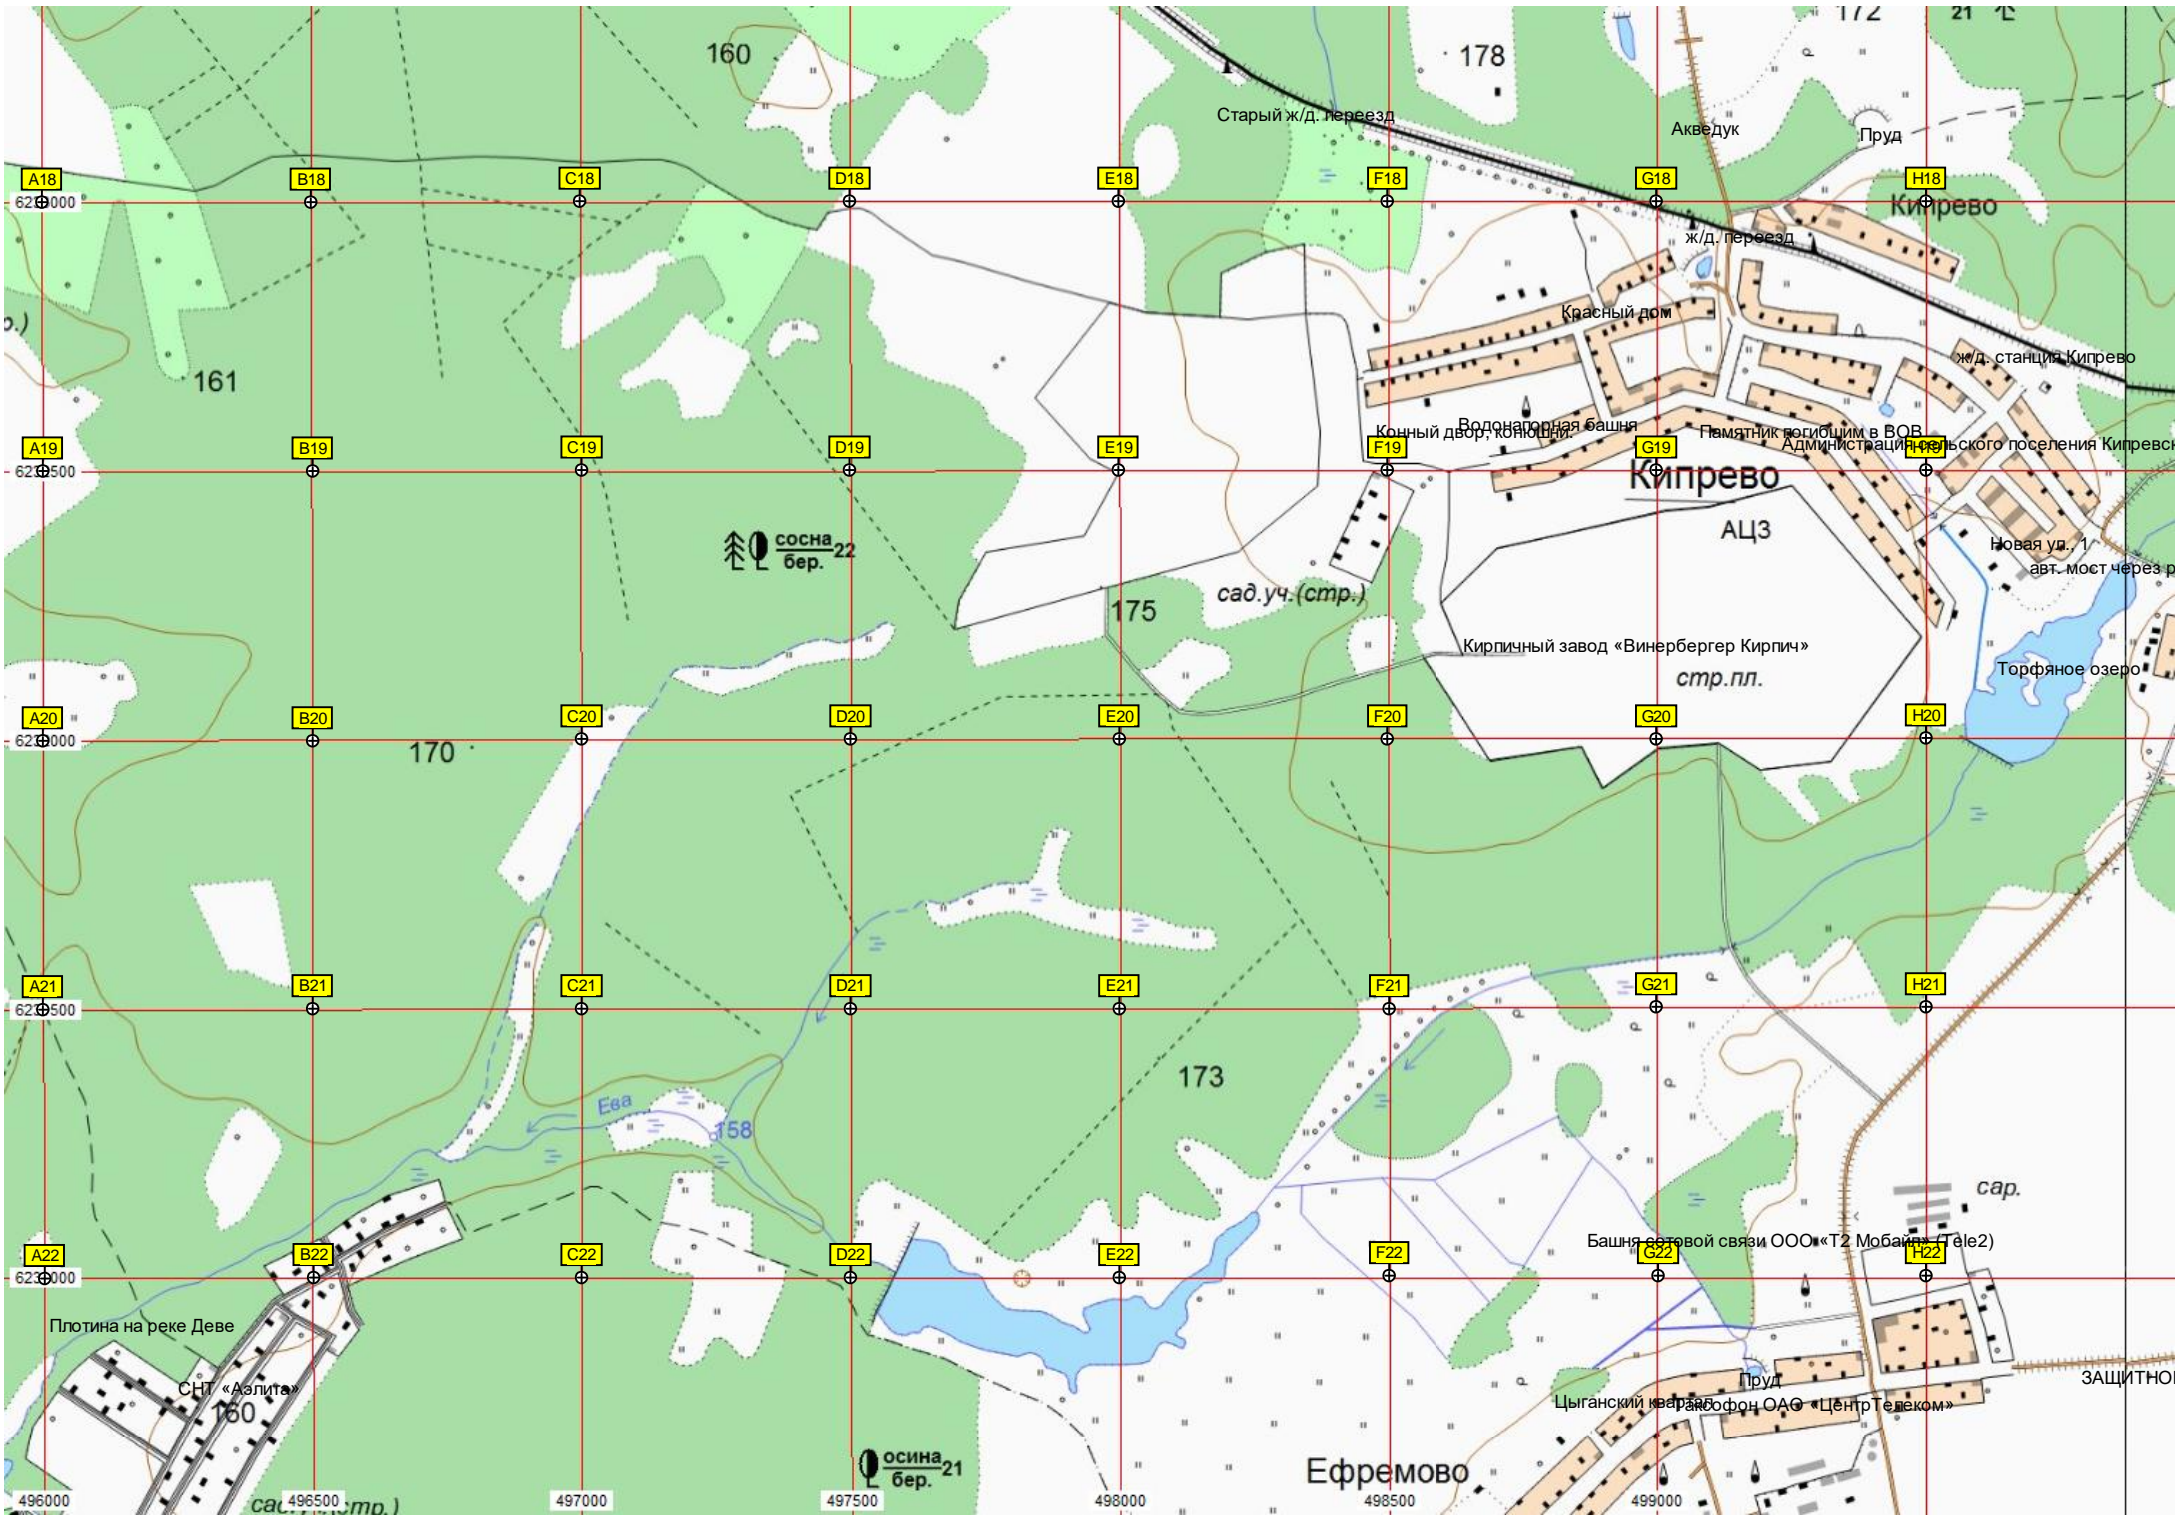 172
21
160
178
Старый ж/д. переезд
Акведук
Пруд
A18
B18
C18
D18
E18
F18
G18
H18
Кипрево
ж/д. переезд
Красный дом
161
ж/д. станция Кипрево
Водонапорная башня
Конный двор, конюшни.
Памятник погибшим в ВОВ
Администрация сельского поселения Кипревск
A19
B19
C19
D19
E19
F19
G19
H19
Кипрево
АЦЗ
сосна
бер.
22
Новая ул., 1
авт. мост через р
сад.уч.(стр.)
175
Кирпичный завод «Винербергер Кирпич»
Торфяное озеро
стр.пл.
A20
B20
C20
D20
E20
F20
G20
H20
170
A21
B21
C21
D21
E21
F21
G21
H21
173
Ева
158
сар.
Башня сотовой связи ООО «Т2 Мобайл» (Tele2)
A22
B22
C22
D22
E22
F22
G22
H22
Плотина на реке Деве
СНТ «Аэлита»
160
Пруд
ЗАЩИТНО
Цыганский квартал
Таксофон ОАО «ЦентрТелеком»
осина
бер.
21
Ефремово
496000
496500
497000
497500
498000
498500
499000